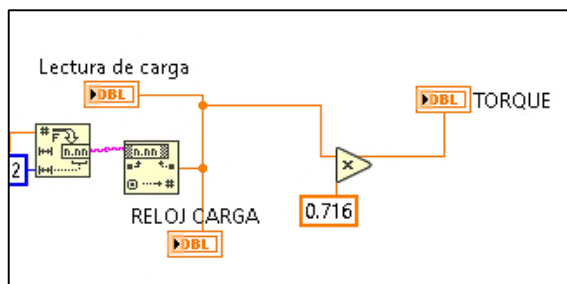 Lectura de carga
DBL
DBL
TORQUE
# F
n.nn
n.nn
2
#
×
RELOJ CARGA
0.716
DBL